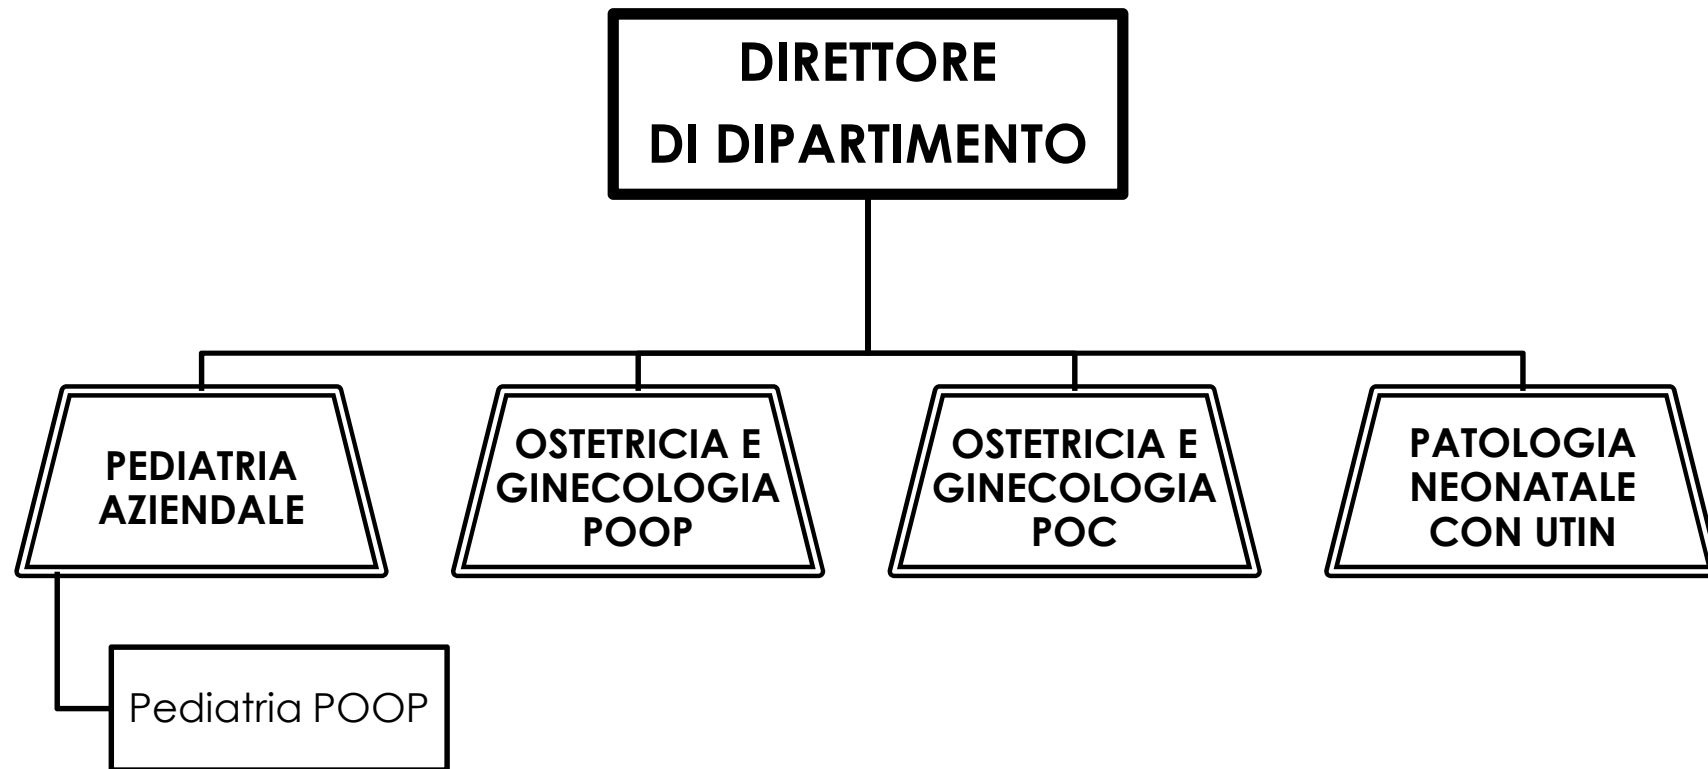 DIRETTORE
DI DIPARTIMENTO
PEDIATRIA
AZIENDALE
OSTETRICIA E
GINECOLOGIA
POOP
OSTETRICIA E
GINECOLOGIA
POC
PATOLOGIA
NEONATALE
CON UTIN
Pediatria POOP